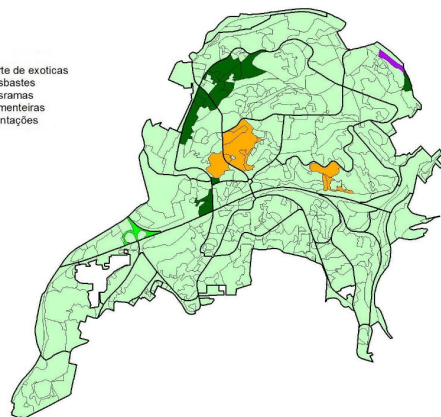 rte de exoticas
sbastes
sramas
menteiras
ntações